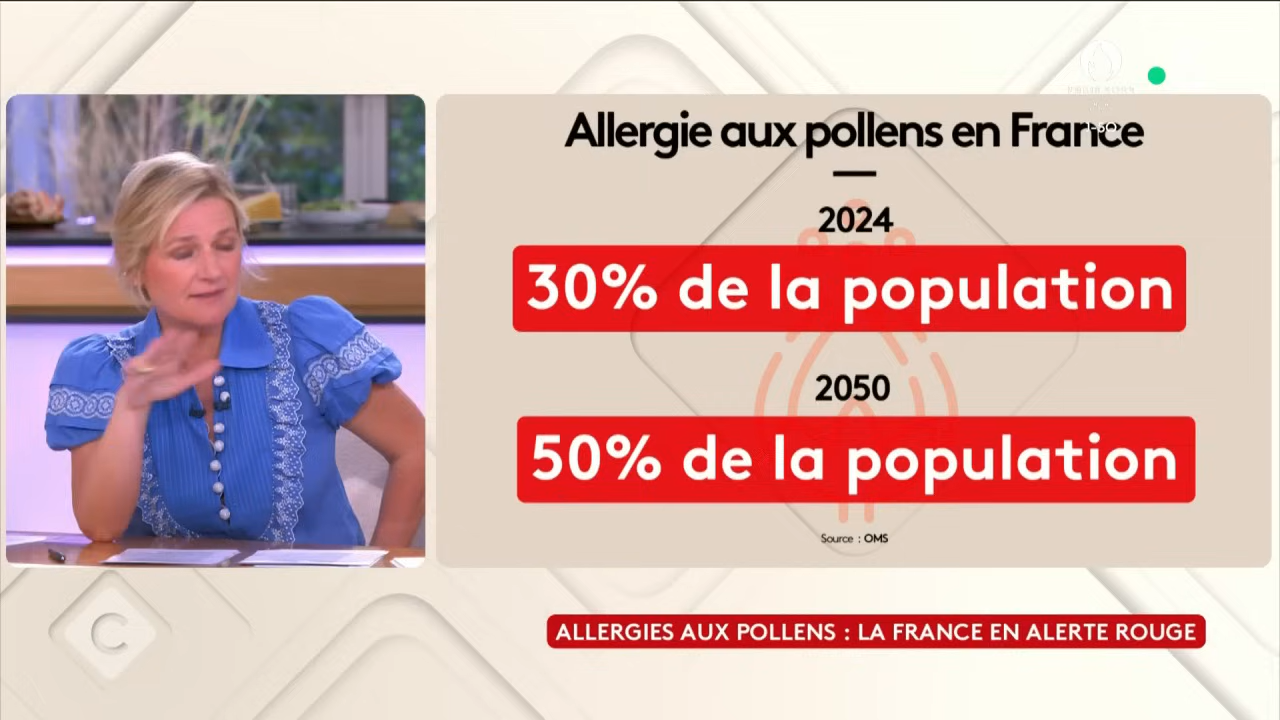 Allergie aux pollens en France
2024
30% de la population
2050
50% de la population
Source : OMS
C
ALLERGIES AUX POLLENS : LA FRANCE EN ALERTE ROUGE